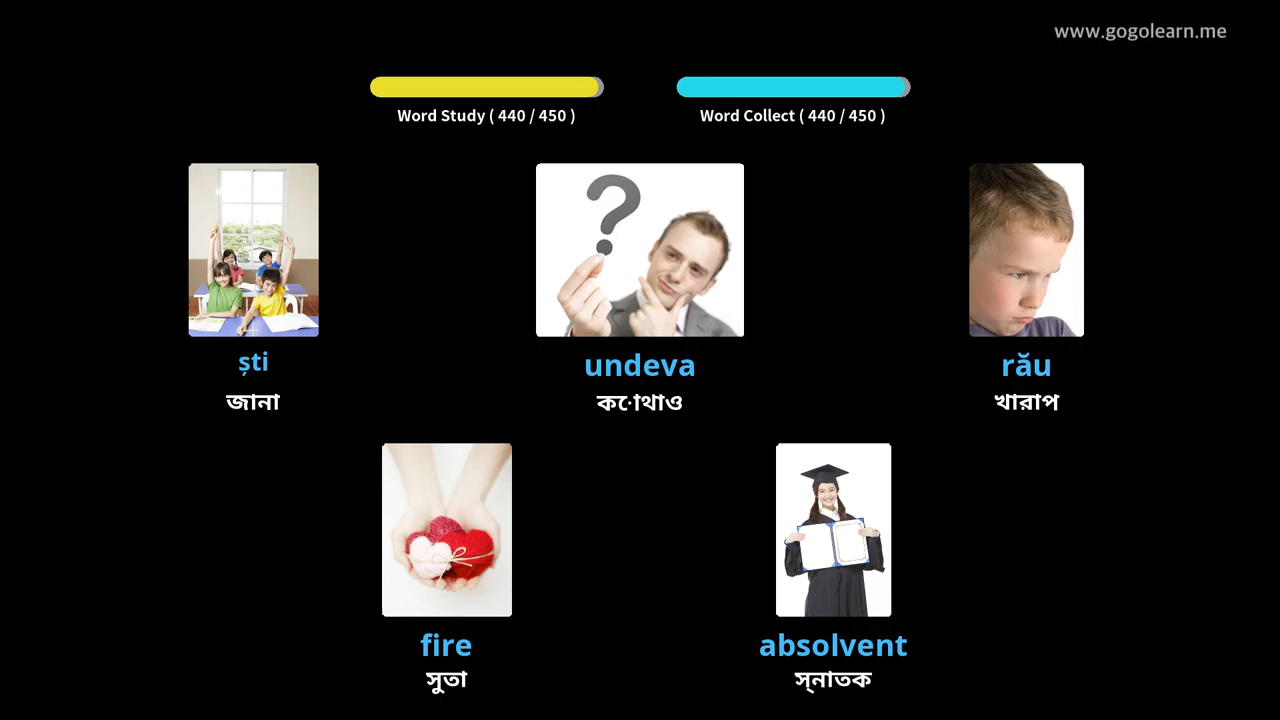 www.gogolearn.me
Word Study ( 440 / 450 )
Word Collect ( 440 / 450 )
ști
undeva
rău
জানা
কোথাও
খারাপ
fire
absolvent
সুতা
স্নাতক